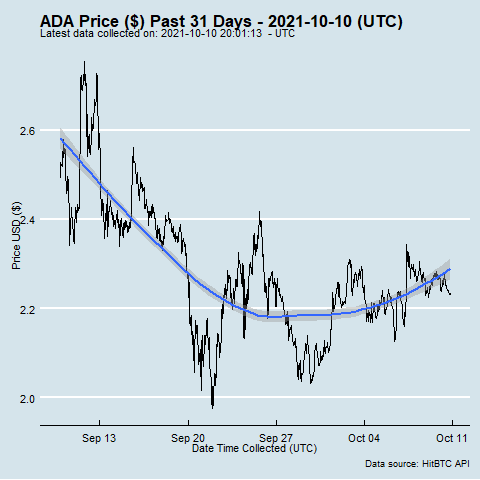 ADA Price ($) Past 31 Days - 2021-10-10 (UTC)
Latest data collected on: 2021-10-10 20:01:13  - UTC
Price USD ($)
2.6
2.4
2.2
2.0
Sep 13 Sep 20 Sep 27 Oct 04 Oct 11
Date Time Collected (UTC)
Data source: HitBTC API